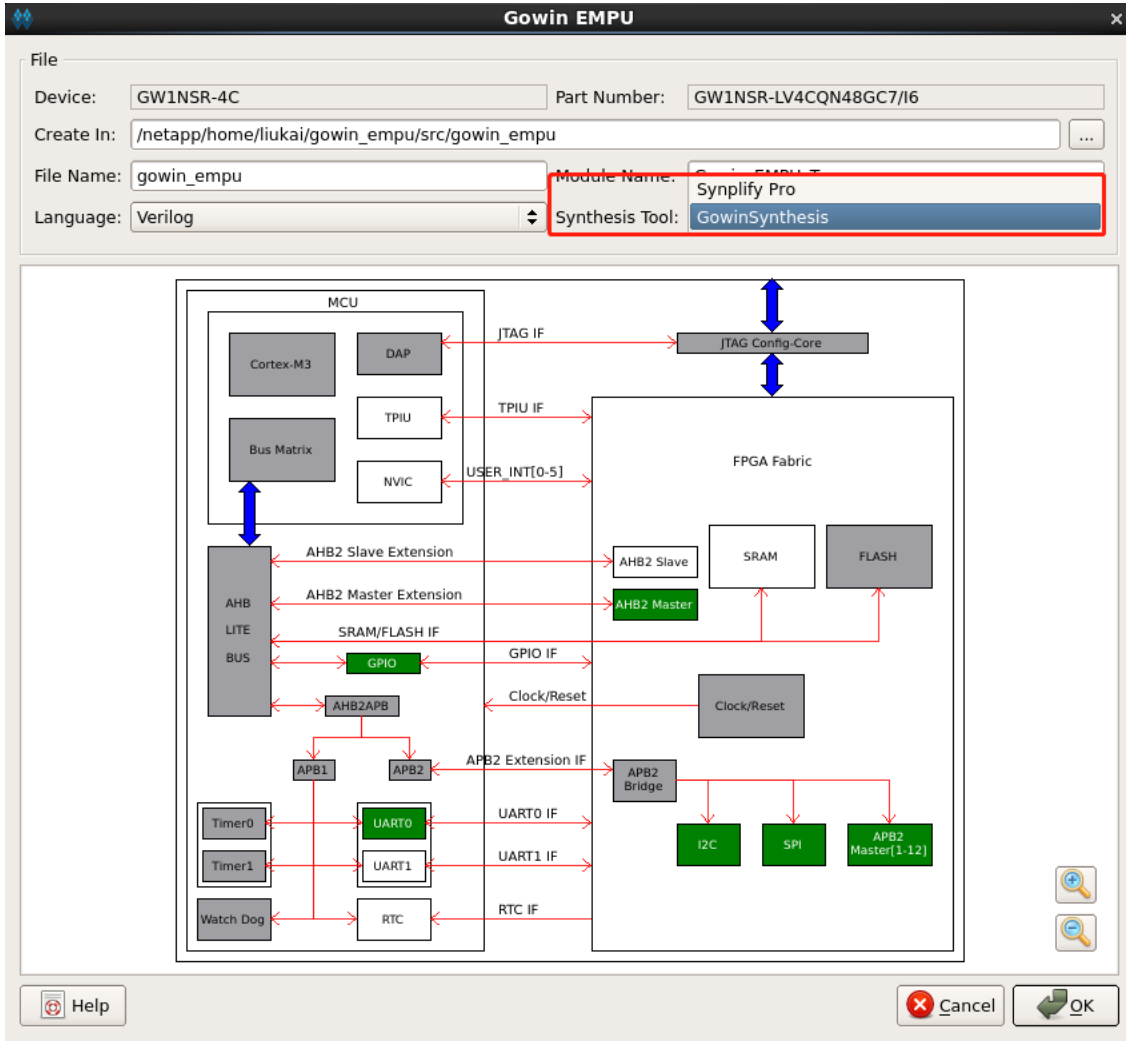 Gowin EMPU
File
Device: GW1NSR-4C Part Number: GW1NSR-LV4CQN48GC7/I6
Create In: /netapp/home/liukai/gowin_empu/src/gowin_empu ...
File Name: gowin_empu Module Name:
Synplify Pro
Language: Verilog Synthesis Tool: GowinSynthesis
MCU
Cortex-M3
DAP
JTAG IF
JTAG Config-Core
TPIU
TPIU IF
Bus Matrix
NVIC
USER_INT[0-5]
FPGA Fabric
AHB2 Slave Extension
AHB2 Slave
SRAM
FLASH
AHB
LITE
BUS
AHB2 Master Extension
AHB2 Master
SRAM/FLASH IF
GPIO
GPIO IF
Clock/Reset
Clock/Reset
AHB2APB
APB1
APB2
APB2 Extension IF
APB2
Bridge
Timer0
UART0
UART0 IF
I2C
SPI
APB2
Master[1-12]
Timer1
UART1
UART1 IF
Watch Dog
RTC
RTC IF
Help
Cancel
OK